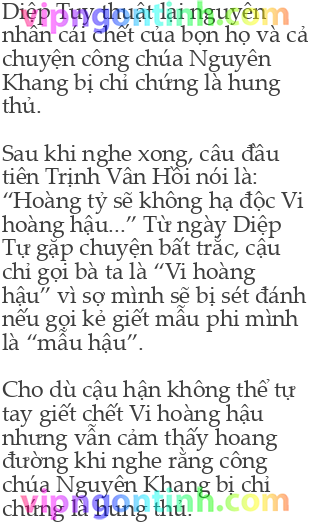 Diệp Tuy thuật lại nguyên
nhân cái chết của bọn họ và cả
chuyện công chúa Nguyên
Khang bị chỉ chứng là hung
thủ.
Sau khi nghe xong, câu đầu
tiên Trịnh Vân Hồi nói là:
“Hoàng tỷ sẽ không hạ độc Vi
hoàng hậu...” Từ ngày Diệp
Tự gặp chuyện bất trắc, cậu
chỉ gọi bà ta là “Vi hoàng
hậu” vì sợ mình sẽ bị sét đánh
nếu gọi kẻ giết mẫu phi mình
là “mẫu hậu”.
Cho dù cậu hận không thể tự
tay giết chết Vi hoàng hậu
nhưng vẫn cảm thấy hoang
đường khi nghe rằng công
chúa Nguyên Khang bị chỉ
chứng là hung thủ.
vipngontinh.com
vipngontinh.com